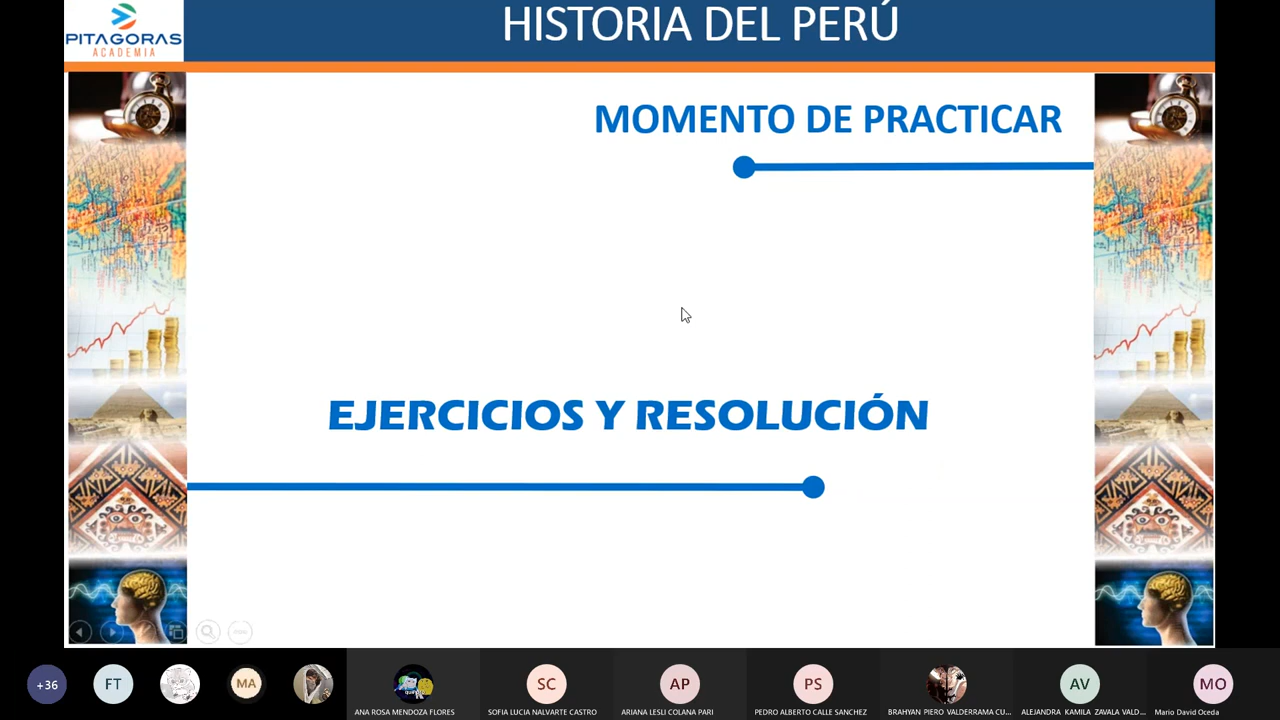 PITAGORAS
ACADEMIA
HISTORIA DEL PERÚ
MOMENTO DE PRACTICAR
EJERCICIOS Y RESOLUCIÓN
+36
FT
MA
SC
AP
PS
AV
MO
ANA ROSA MENDOZA FLORES
SOFIA LUCIA NALVARTE CASTRO
ARIANA LESLI COLANA PARI
PEDRO ALBERTO CALLE SANCHEZ
BRAHYAN PIERO VALDERRAMA CU...
ALEJANDRA KAMILA ZAVALA VALD...
Mario David Oceda